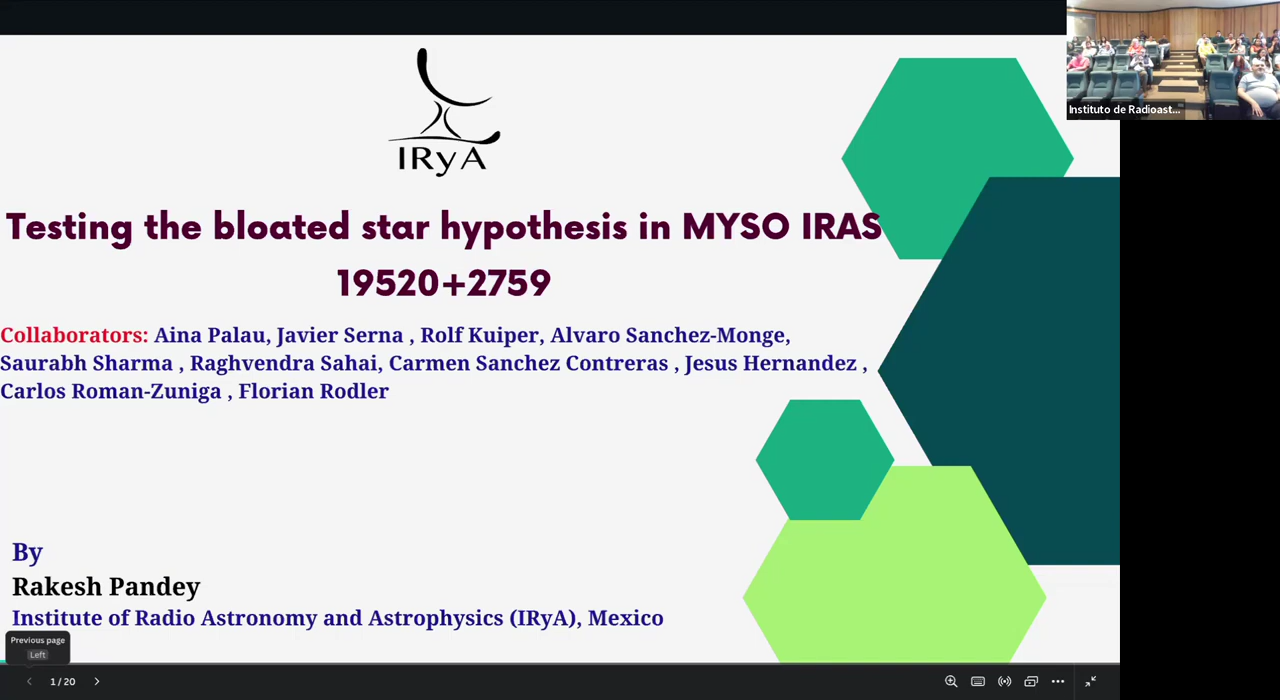 IRyA
Instituto de Radioast...
Testing the bloated star hypothesis in MYSO IRAS
19520+2759
Collaborators: Aina Palau, Javier Serna , Rolf Kuiper, Alvaro Sanchez-Monge,
Saurabh Sharma , Raghvendra Sahai, Carmen Sanchez Contreras , Jesus Hernandez ,
Carlos Roman-Zuniga , Florian Rodler
By
Rakesh Pandey
Institute of Radio Astronomy and Astrophysics (IRyA), Mexico
Previous page
Left
1 / 20